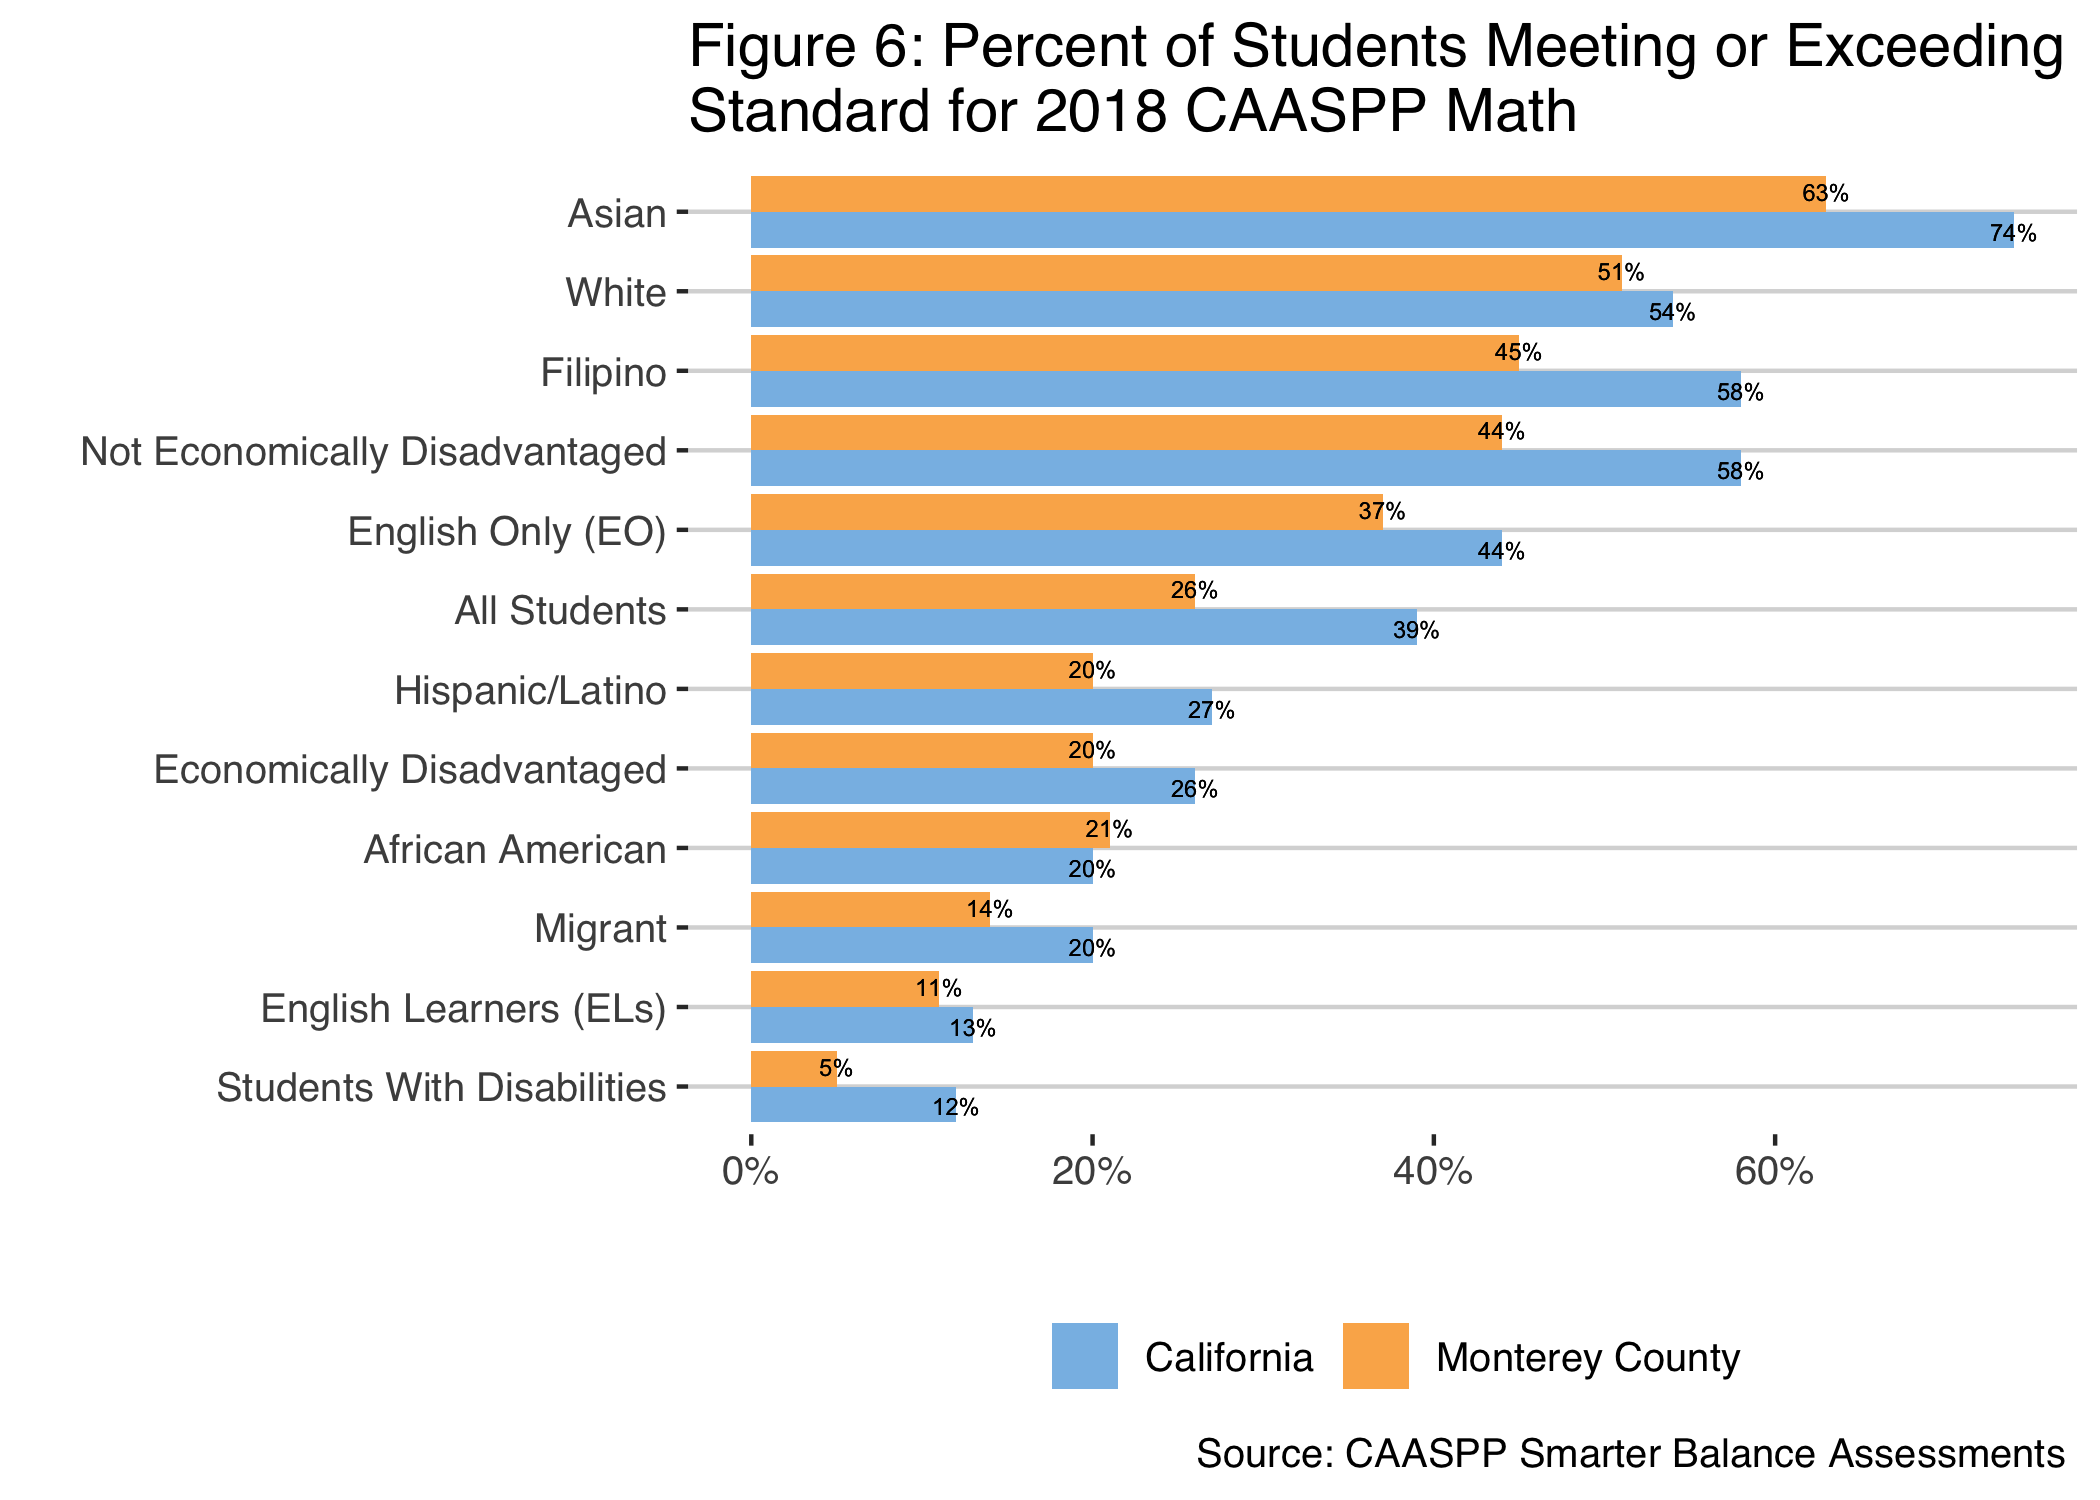 Figure 6: Percent of Students Meeting or Exceeding
Standard for 2018 CAASPP Math
Asian
63%
74%
White
51%
54%
Filipino
45%
58%
Not Economically Disadvantaged
44%
58%
English Only (EO)
37%
44%
All Students
26%
39%
Hispanic/Latino
20%
27%
Economically Disadvantaged
20%
26%
African American
21%
20%
Migrant
14%
20%
English Learners (ELs)
11%
13%
Students With Disabilities
5%
12%
0% 20% 40% 60%
California Monterey County
Source: CAASPP Smarter Balance Assessments